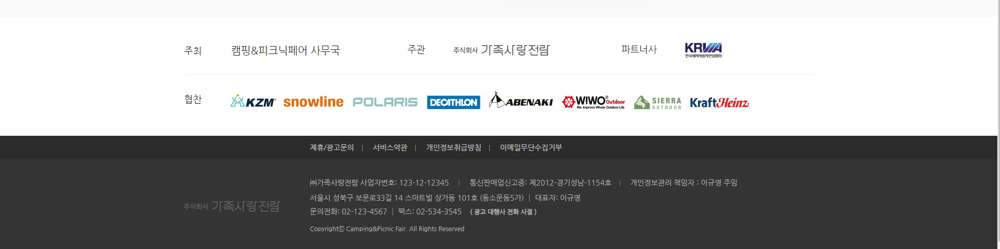 주최 캠핑&피크닉페어 사무국 주관 주식회사 가족사랑전람 파트너사 KRVIA
한국레저자동차산업협회
협찬 KZM® snowline POLARIS DECATHLON ABENAKI WIWO® Outdoor
We Improve Whole Outdoor Life
SIERRA
OUTDOOR
Kraft Heinz
제휴/광고문의 | 서비스약관 | 개인정보취급방침 | 이메일무단수집거부
㈜가족사랑전람 사업자번호: 123-12-12345 | 통신판매업신고증: 제2012-경기성남-1154호 | 개인정보관리 책임자 : 이규영 주임
주식회사 가족사랑전람
서울시 성북구 보문로33길 14 스마트빌 상가동 101호 (동소문동5가) | 대표자: 이규영
문의전화: 02-123-4567 | 팩스: 02-534-3545 ( 광고 대행사 전화 사절 )
Copyrightⓒ Camping&Picnic Fair. All Rights Reserved